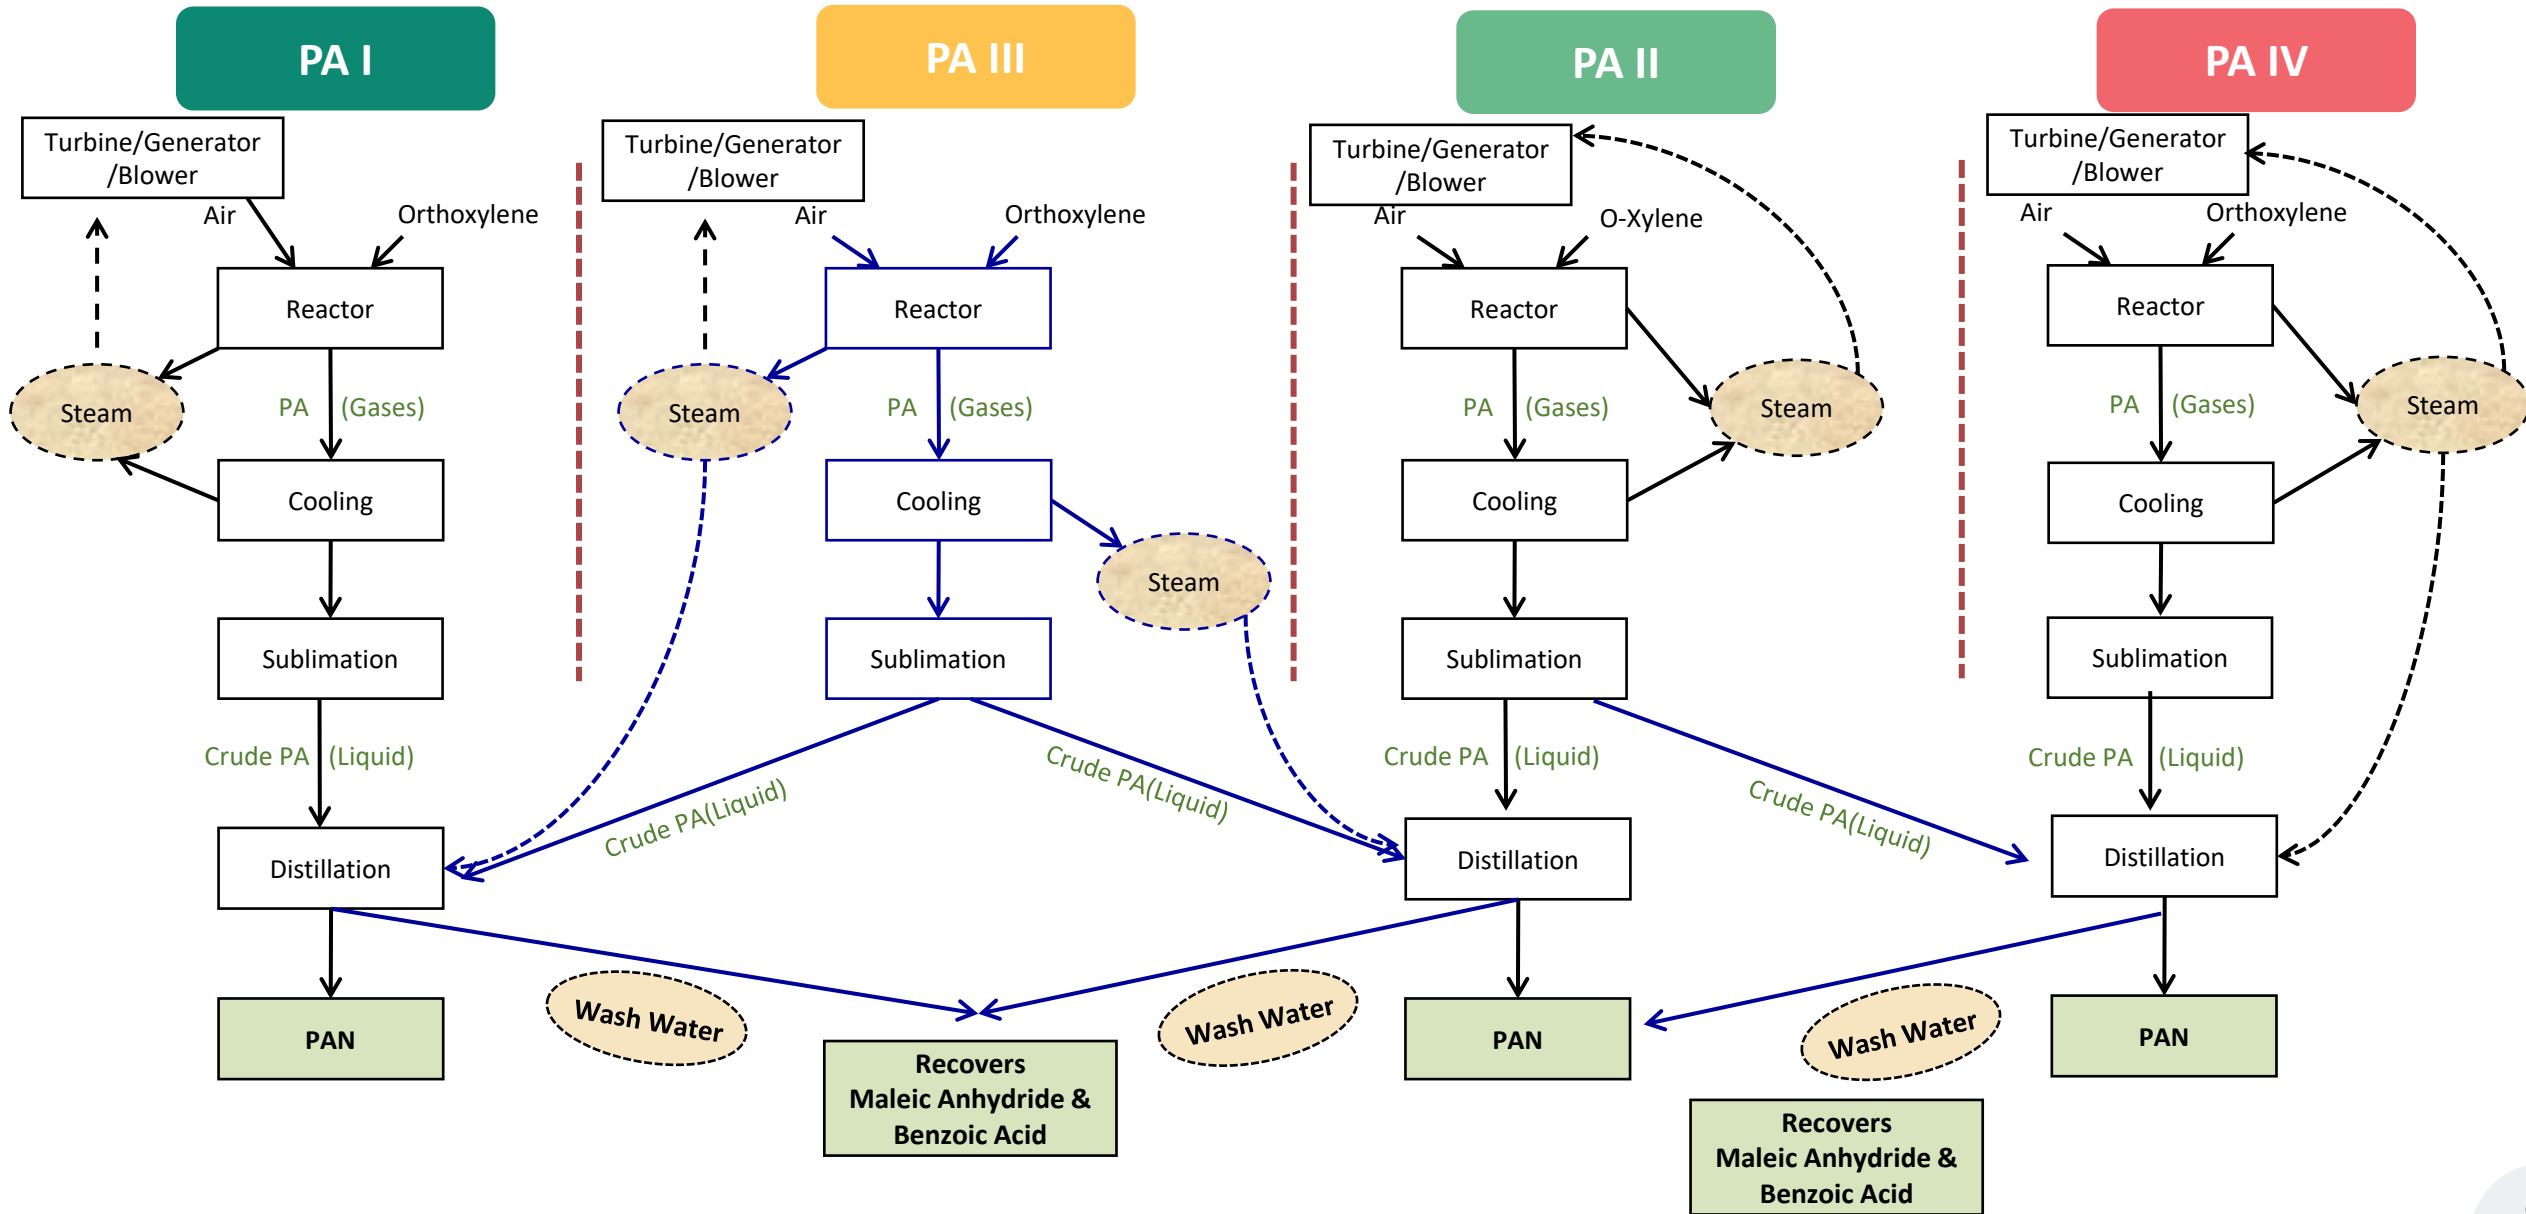 PA I
PA III
PA II
PA IV
Turbine/Generator
/Blower
Air
Orthoxylene
Reactor
Steam
PA (Gases)
Cooling
Sublimation
Crude PA (Liquid)
Distillation
PAN
Turbine/Generator
/Blower
Air
Orthoxylene
Reactor
Steam
PA (Gases)
Cooling
Steam
Sublimation
Crude PA(Liquid)
Crude PA(Liquid)
Wash Water
Wash Water
Recovers
Maleic Anhydride &
Benzoic Acid
Turbine/Generator
/Blower
Air
O-Xylene
Reactor
Steam
PA (Gases)
Cooling
Sublimation
Crude PA (Liquid)
Crude PA(Liquid)
Distillation
PAN
Turbine/Generator
/Blower
Air
Orthoxylene
Reactor
Steam
PA (Gases)
Cooling
Sublimation
Crude PA (Liquid)
Distillation
Wash Water
PAN
Recovers
Maleic Anhydride &
Benzoic Acid